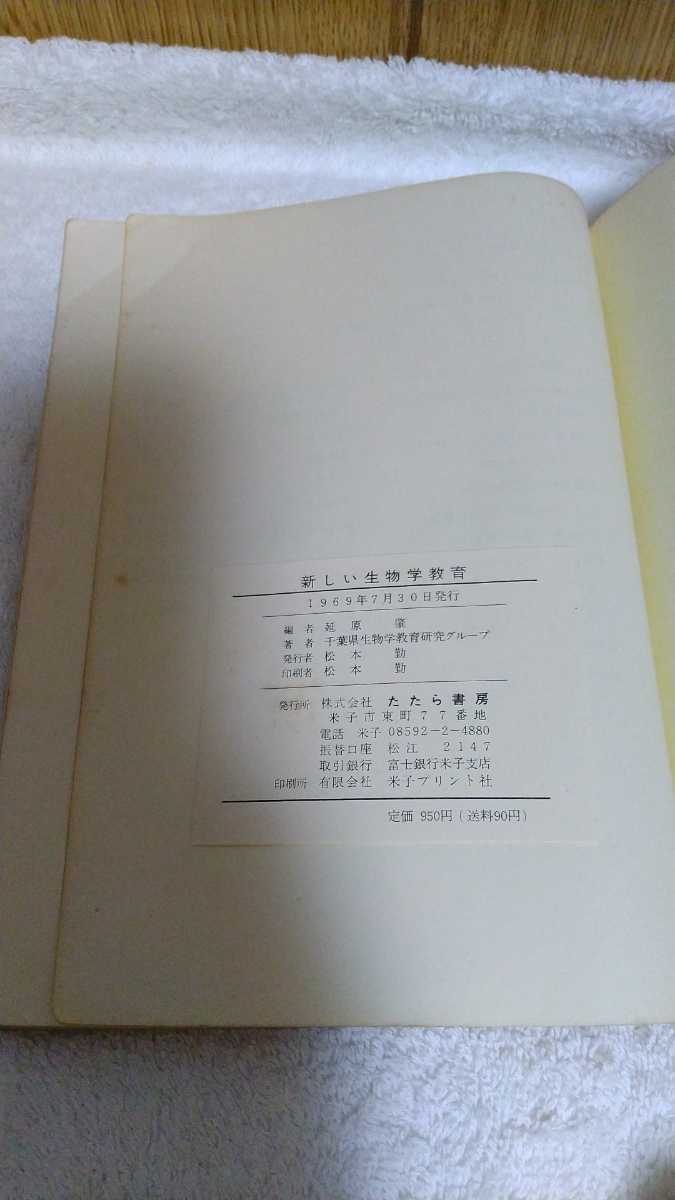 新しい生物学教育
1969年7月30日発行
編者 延原 肇
著者 千葉県生物学教育研究グループ
発行者 松本 勤
印刷者 松本 勤
発行所 株式会社 たたら書房
米子市東町77番地
電話 米子 08592-2-4880
振替口座 松江 2147
取引銀行 富士銀行米子支店
印刷所 有限会社 米子プリント社
定価 950円(送料90円)